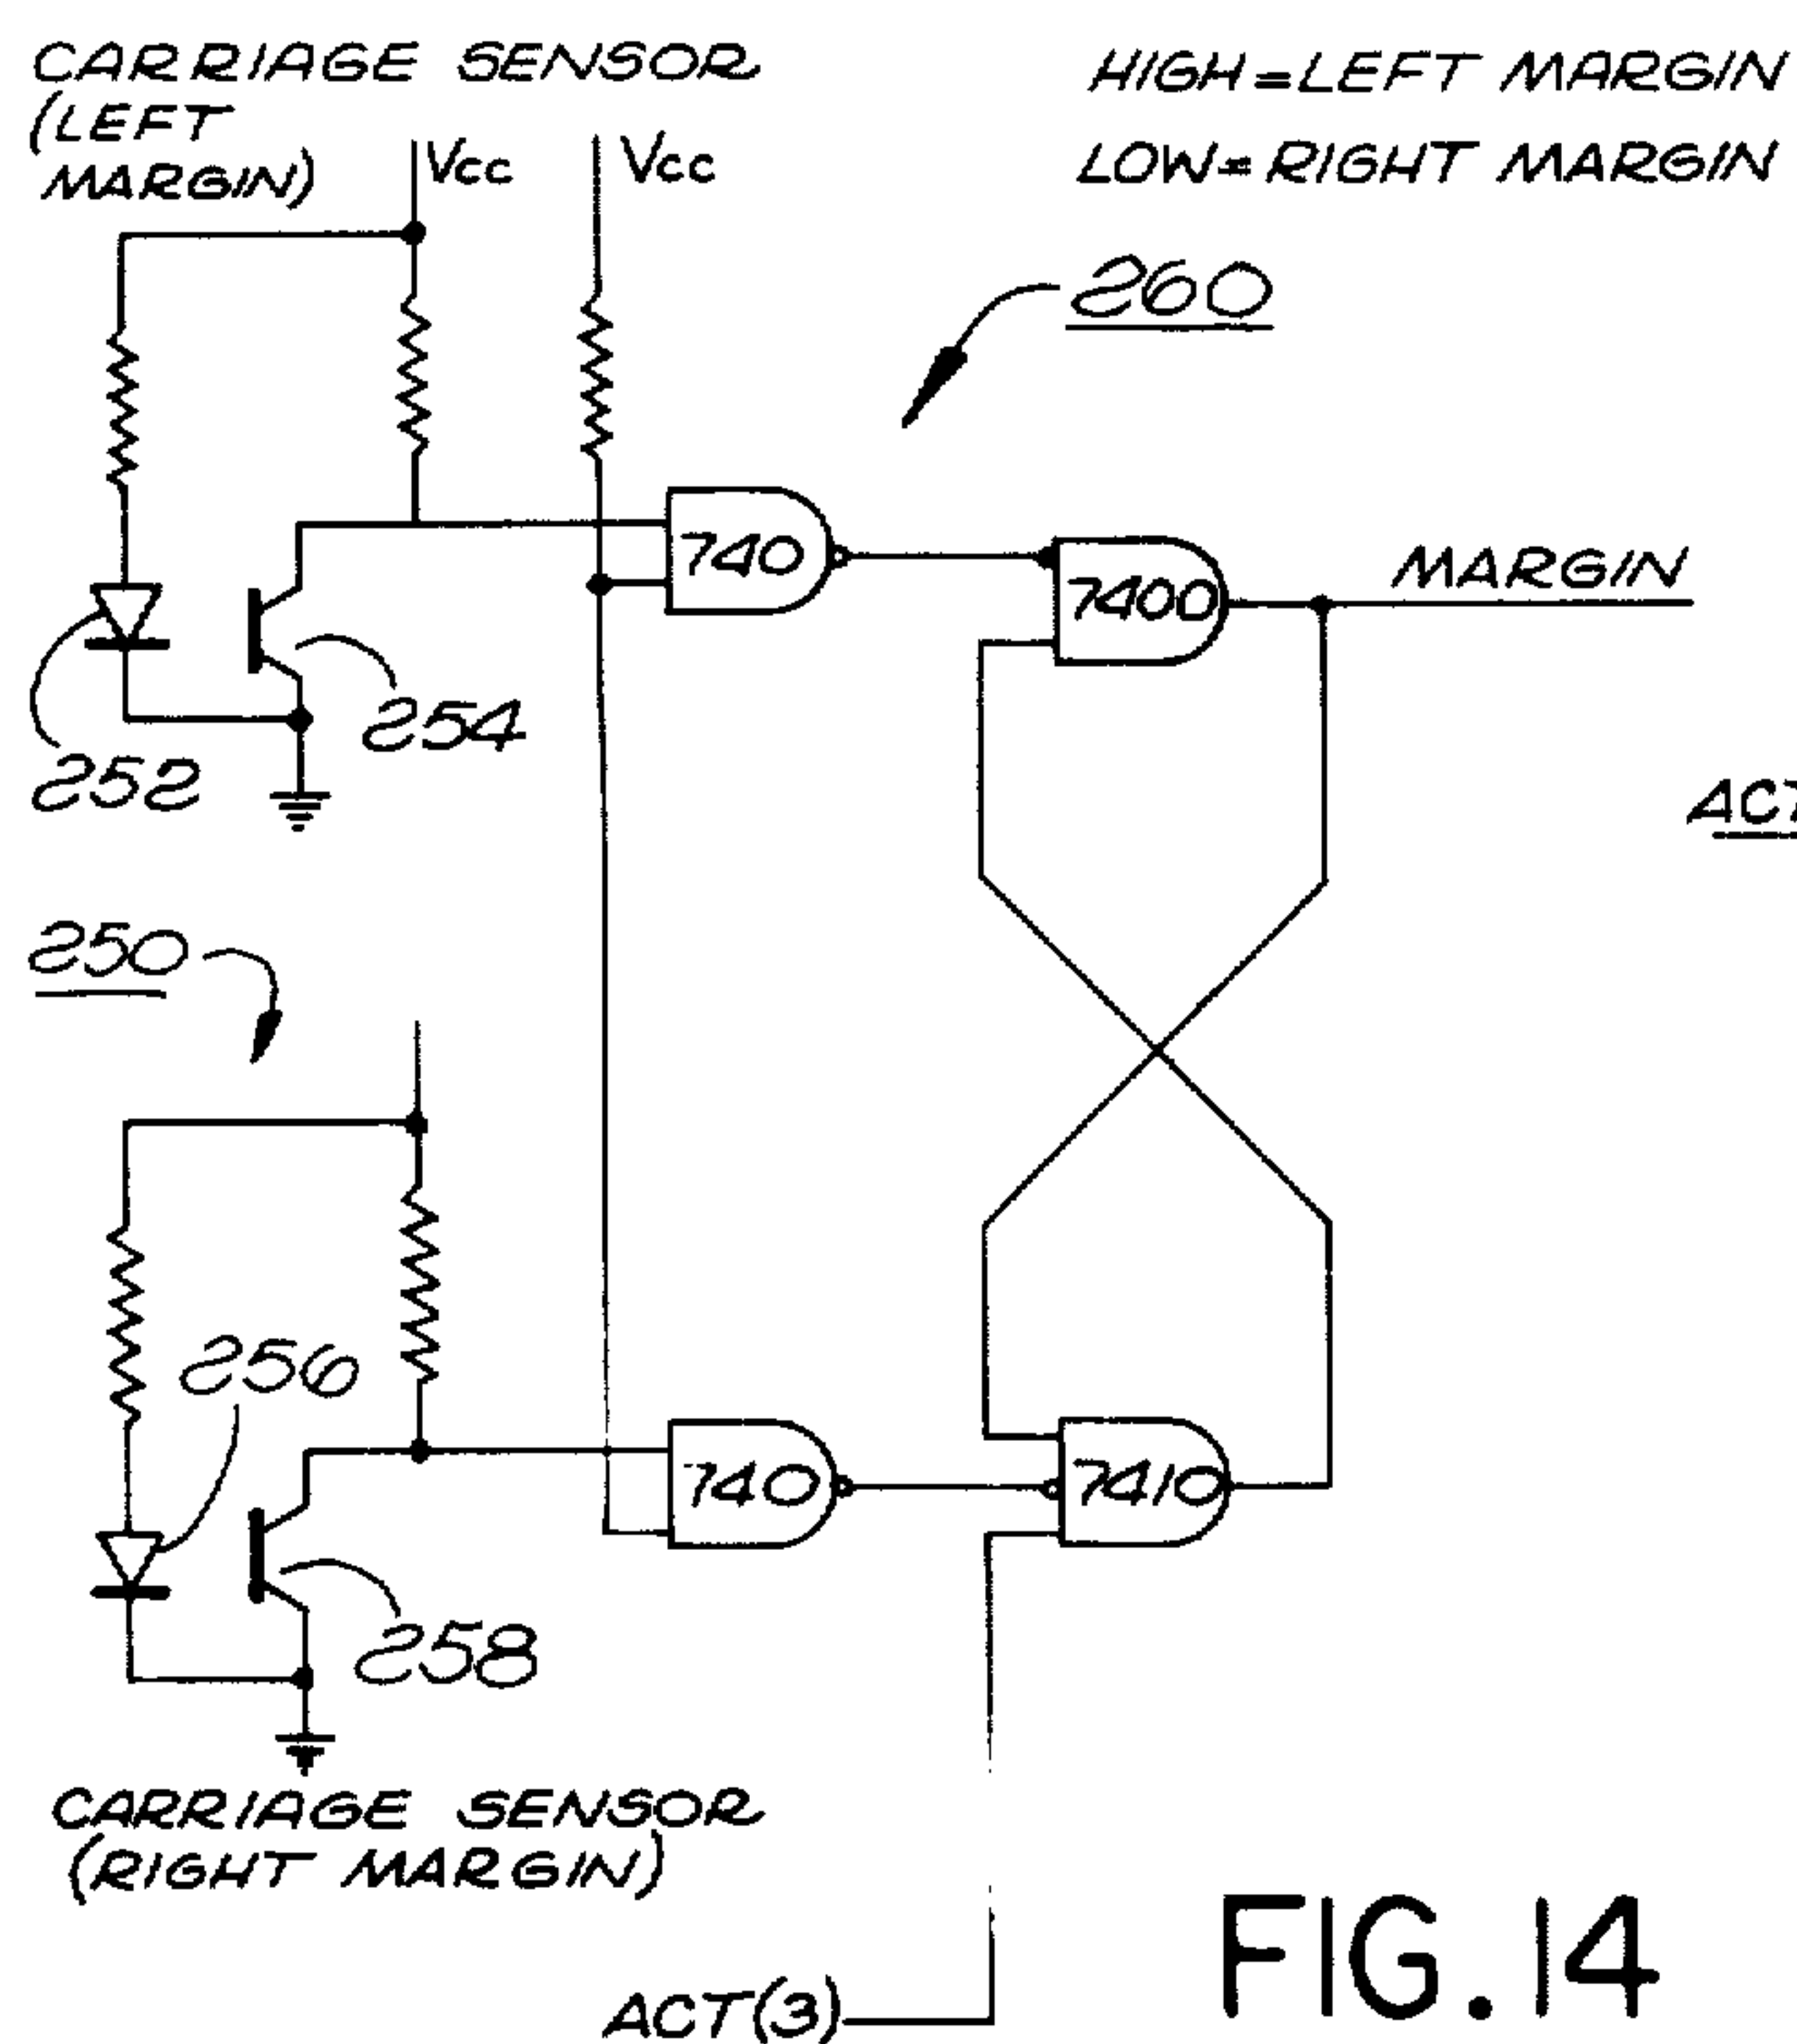 CARRIAGE SENSOR
(LEFT
MARGIN)
Vcc
Vcc
HIGH=LEFT MARGIN
LOW=RIGHT MARGIN
260
740
7400
MARGIN
254
252
250
256
740
7410
258
CARRIAGE SENSOR
(RIGHT MARGIN)
ACT(3)
FIG.14